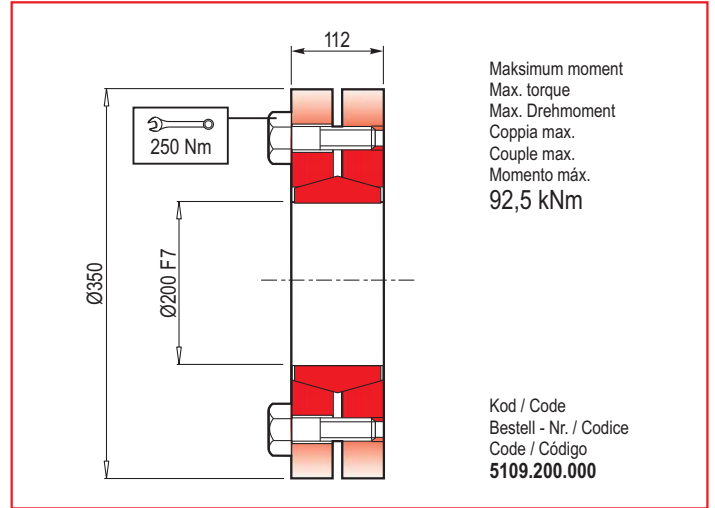 112
250 Nm
Ø350
Ø200 F7
Maksimum moment
Max. torque
Max. Drehmoment
Coppia max.
Couple max.
Momento máx.
92,5 kNm
Kod / Code
Bestell - Nr. / Codice
Code / Código
5109.200.000